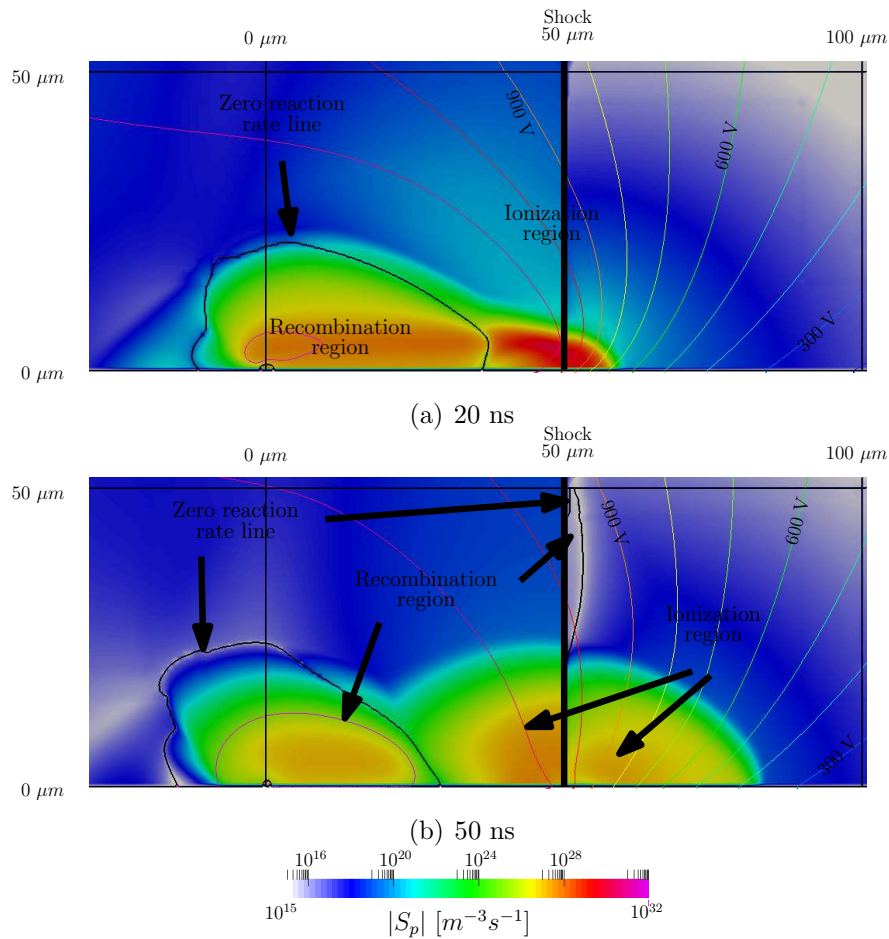 Shock
0 μm 50 μm 100 μm
50 μm
Zero reaction
rate line
900 V
600 V
Ionization
region
Recombination
region
300 V
0 μm
(a) 20 ns
Shock
0 μm 50 μm 100 μm
50 μm
Zero reaction
rate line
900 V
600 V
Recombination
region
Ionization
region
300 V
0 μm
(b) 50 ns
10^16 10^20 10^24 10^28
10^15 10^32
|S_p| [m^−3 s^−1]